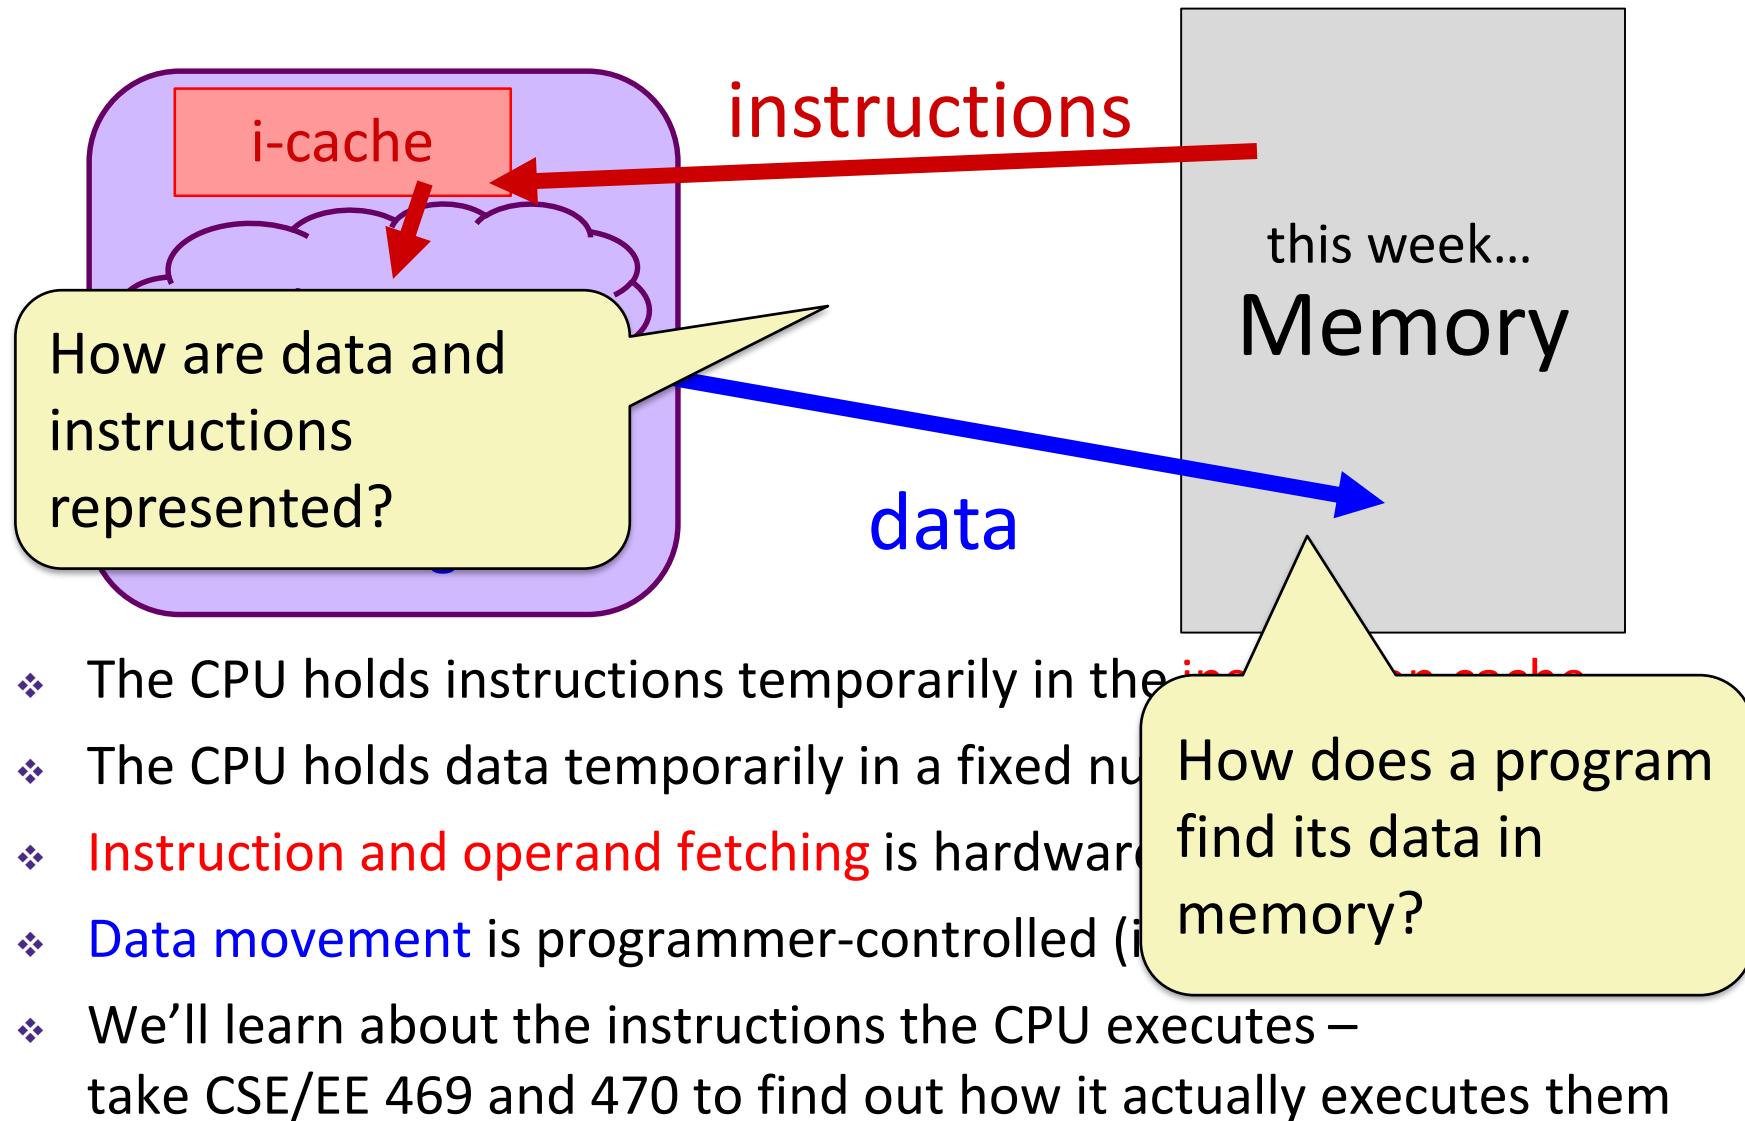 i-cache
instructions
this week…
Memory
How are data and
instructions
represented?
data
The CPU holds instructions temporarily in the
The CPU holds data temporarily in a fixed
Instruction and operand fetching is
Data movement is programmer-controlled
We’ll learn about the instructions the CPU executes –
take CSE/EE 469 and 470 to find out how it actually executes them
How does a program
find its data in
memory?